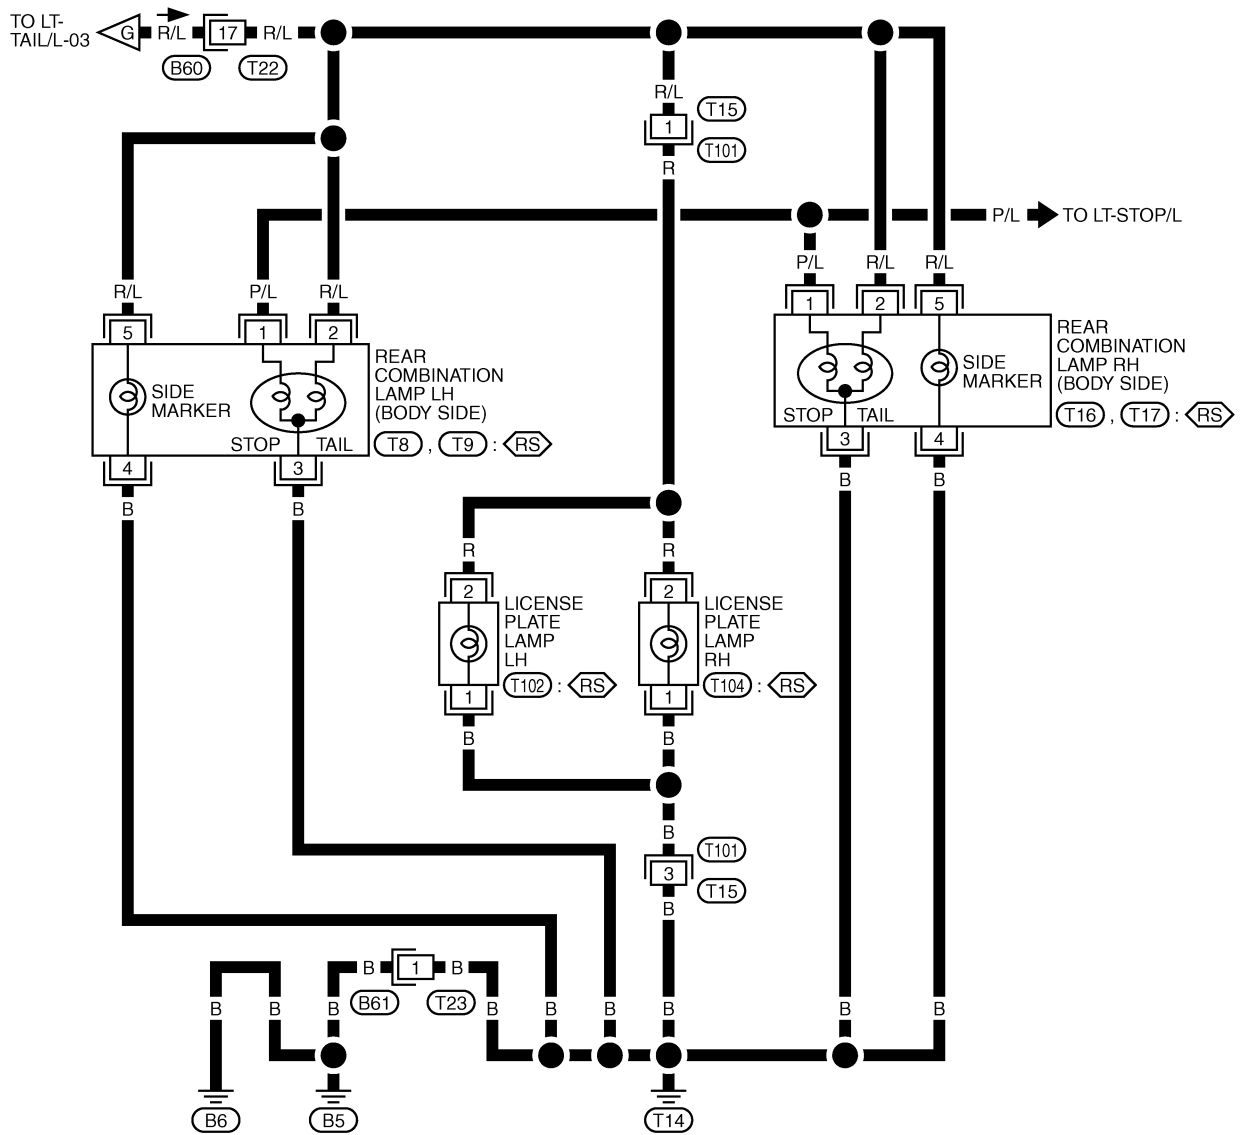 TO LT-
TAIL/L-03
G
R/L
17
R/L
B60
T22
R/L
T15
1
T101
R
P/L
TO LT-STOP/L
P/L
R/L
R/L
1
2
5
R/L
P/L
R/L
5
1
2
SIDE
MARKER
STOP
TAIL
REAR
COMBINATION
LAMP LH
(BODY SIDE)
T8 , T9 : RS
4
3
B
B
STOP
TAIL
SIDE
MARKER
REAR
COMBINATION
LAMP RH
(BODY SIDE)
T16 , T17 : RS
3
4
B
B
R
R
2
LICENSE
PLATE
LAMP
LH
T102 : RS
1
B
2
LICENSE
PLATE
LAMP
RH
T104 : RS
1
B
B
T101
3
T15
B
B
1
B
B61
T23
B
B
B
B
B
B
B
B
B
B6
B5
T14